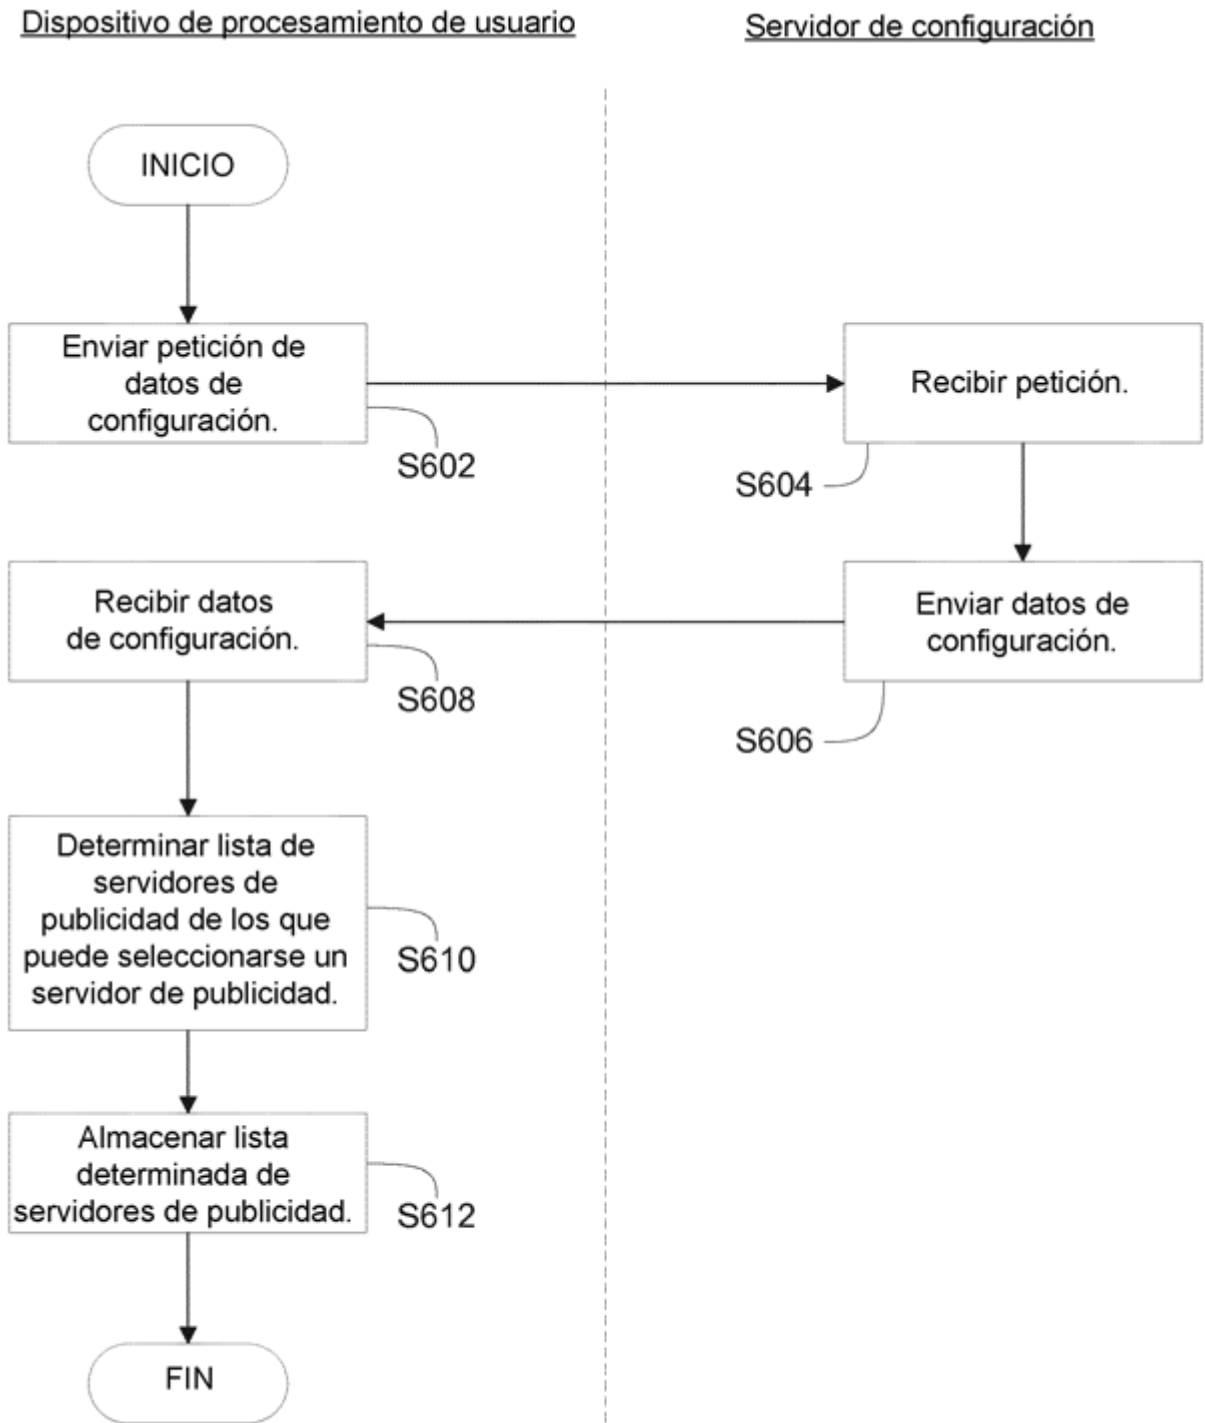 Dispositivo de procesamiento de usuario
Servidor de configuración
INICIO
Enviar petición de
datos de
configuración.
S602
Recibir petición.
S604
Enviar datos de
configuración.
S606
Recibir datos
de configuración.
S608
Determinar lista de
servidores de
publicidad de los que
puede seleccionarse un
servidor de publicidad.
S610
Almacenar lista
determinada de
servidores de publicidad.
S612
FIN